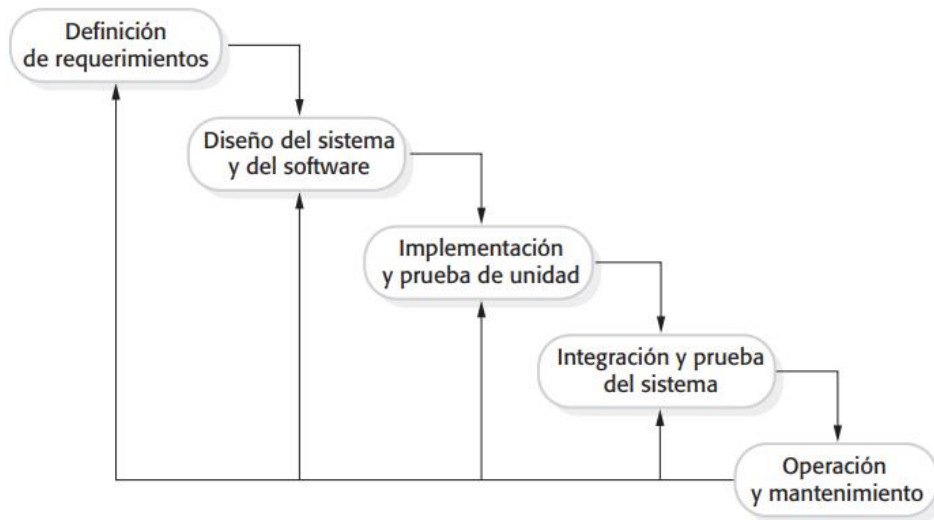 Definición
de requerimientos
Diseño del sistema
y del software
Implementación
y prueba de unidad
Integración y prueba
del sistema
Operación
y mantenimiento